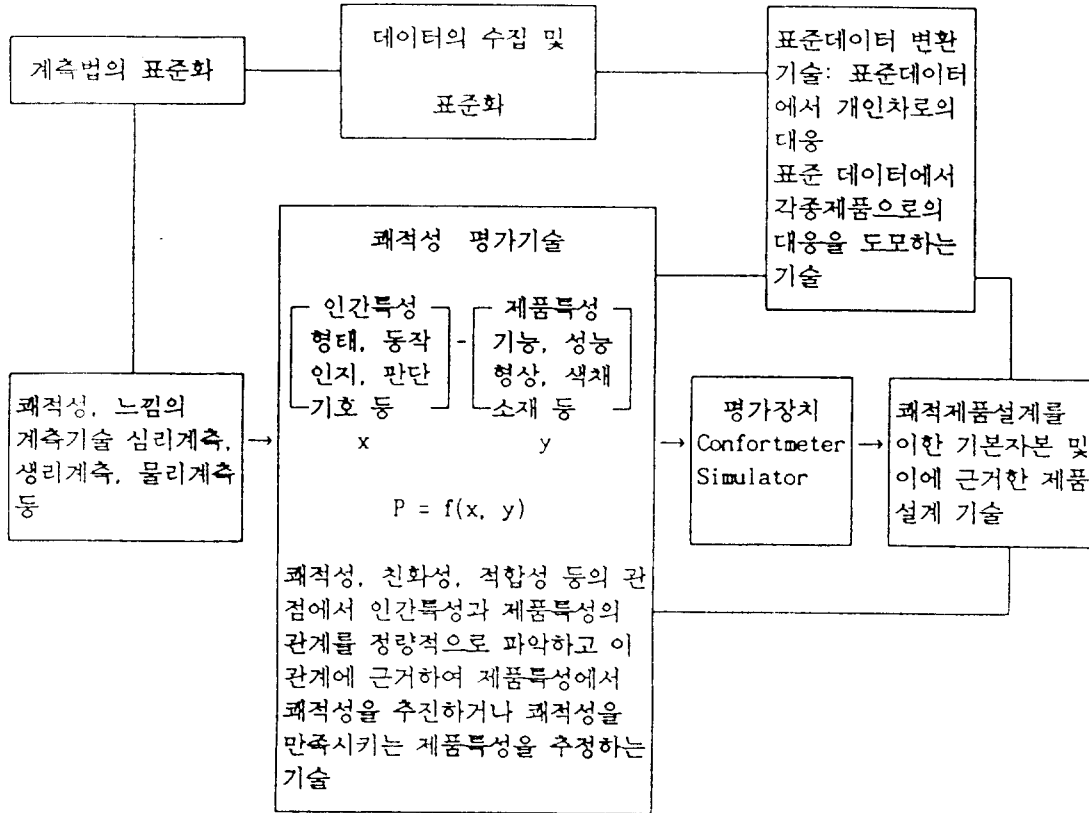 계측법의 표준화
데이터의 수집 및
표준화
표준데이터 변환
기술: 표준데이터
에서 개인차로의
대응
표준 데이터에서
각종제품으로의
대응을 도모하는
기술
쾌적성, 느낌의
계측기술 심리계측,
생리계측, 물리계측
등
쾌적성 평가기술
인간특성
형태, 동작
인지, 판단
기호 등
x
-
제품특성
기능, 성능
형상, 색채
소재 등
y
P = f(x, y)
쾌적성, 친화성, 적합성 등의 관
점에서 인간특성과 제품특성의
관계를 정량적으로 파악하고 이
관계에 근거하여 제품특성에서
쾌적성을 추진하거나 쾌적성을
만족시키는 제품특성을 추정하는
기술
평가장치
Confortmeter
Simulator
쾌적제품설계를
이한 기본자본 및
이에 근거한 제품
설계 기술